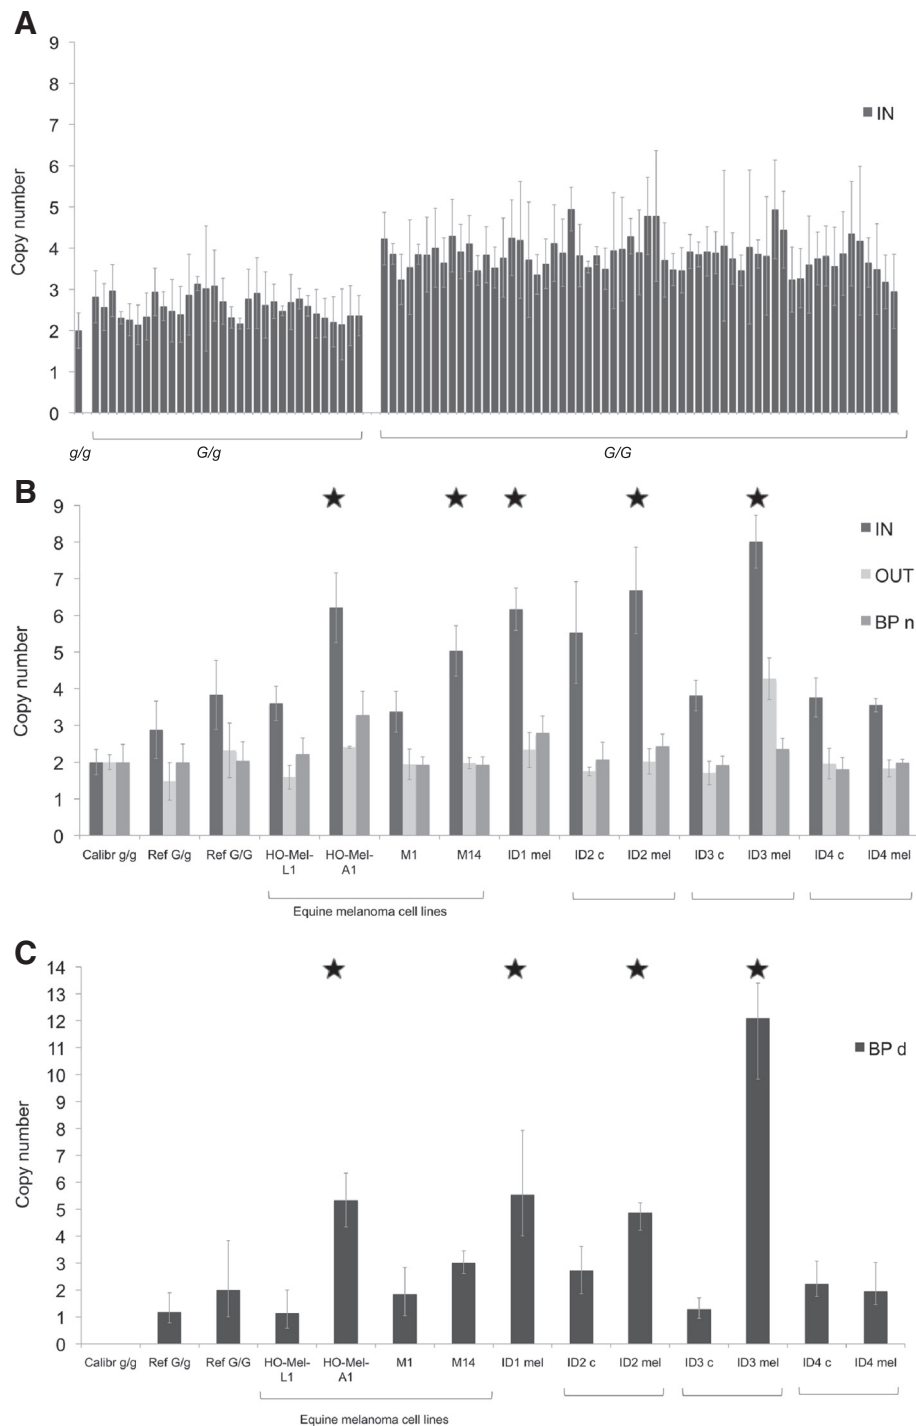 A
9
8
7
6
5
4
3
2
1
0
Copy number
IN
g/g G/g G/G
B
9
8
7
6
5
4
3
2
1
0
Copy number
IN
OUT
BP n
Calibr g/g Ref G/g Ref G/G HO-Mel- HO-Mel- M1 M14 ID1 mel ID2 c ID2 mel ID3 c ID3 mel ID4 c ID4 mel
L1 A1
Equine melanoma cell lines
C
14
13
12
11
10
9
8
7
6
5
4
3
2
1
0
Copy number
BP d
Calibr g/g Ref G/g Ref G/G HO-Mel- HO-Mel- M1 M14 ID1 mel ID2 c ID2 mel ID3 c ID3 mel ID4 c ID4 mel
L1 A1
Equine melanoma cell lines